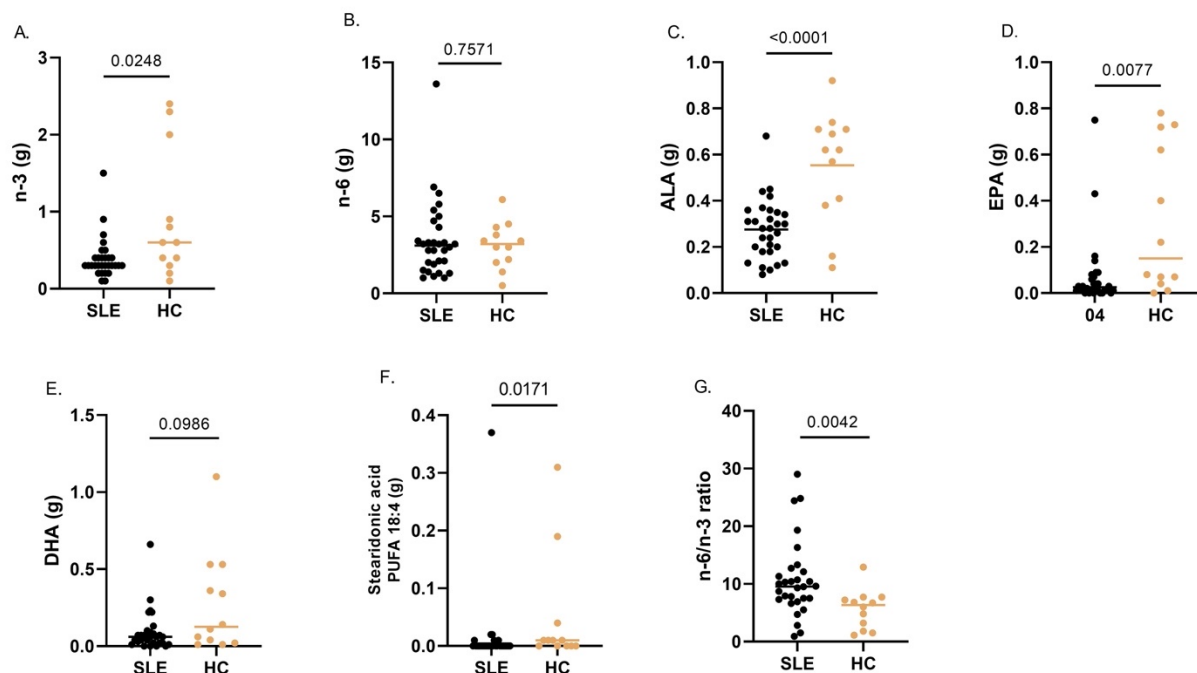 A.
0.0248
n-3 (g)
3
2
1
0
SLE HC
B.
0.7571
n-6 (g)
15
10
5
0
SLE HC
C.
<0.0001
ALA (g)
1.0
0.8
0.6
0.4
0.2
0.0
SLE HC
D.
0.0077
EPA (g)
1.0
0.8
0.6
0.4
0.2
0.0
04 HC
E.
0.0986
DHA (g)
1.5
1.0
0.5
0.0
SLE HC
F.
0.0171
Stearidonic acid
PUFA 18:4 (g)
0.4
0.3
0.2
0.1
0.0
SLE HC
G.
0.0042
n-6/n-3 ratio
40
30
20
10
0
SLE HC